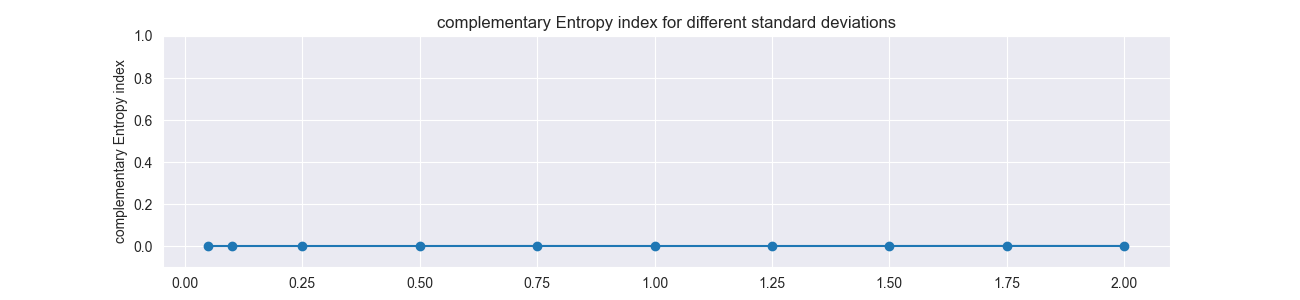 complementary Entropy index for different standard deviations
complementary Entropy index
1.0
0.8
0.6
0.4
0.2
0.0
0.00 0.25 0.50 0.75 1.00 1.25 1.50 1.75 2.00